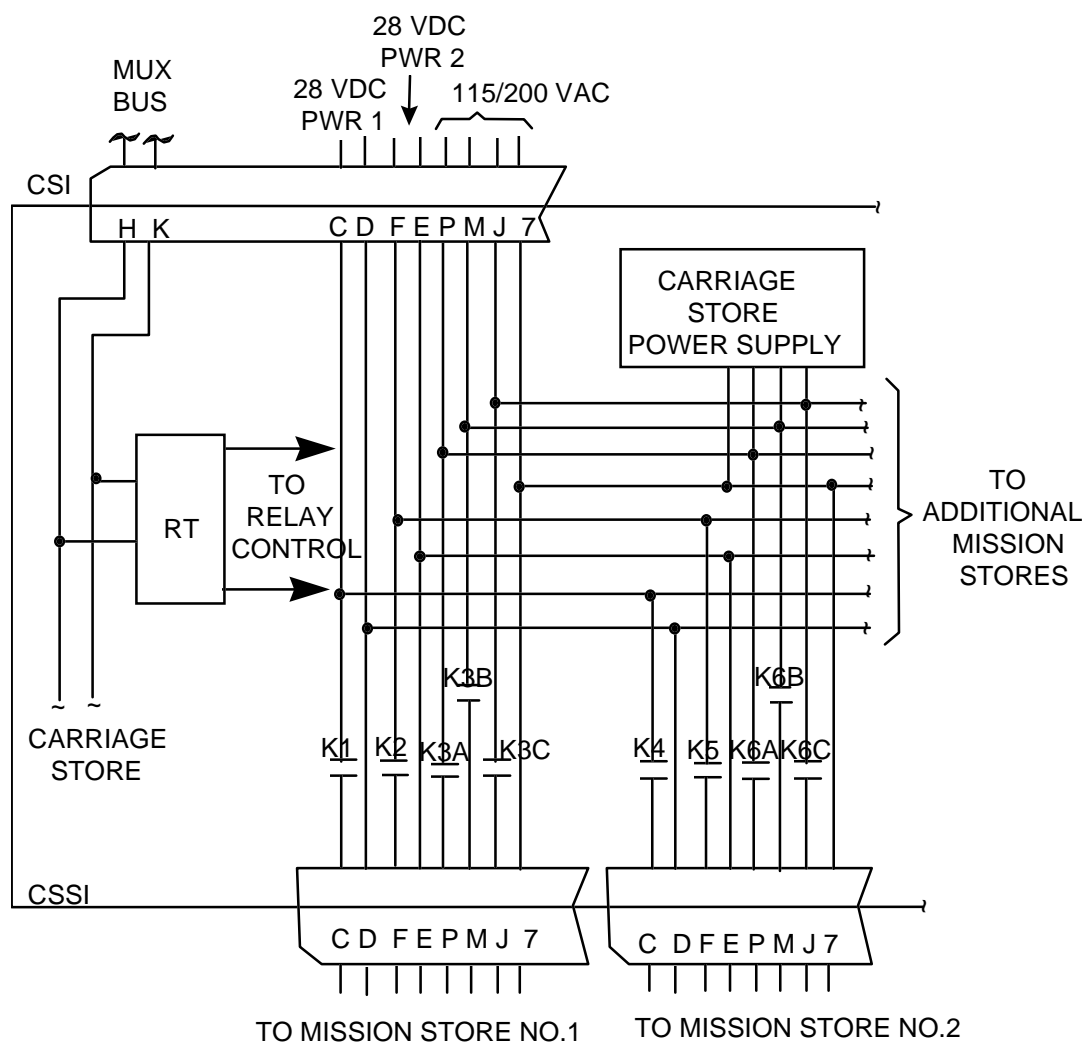 28 VDC
PWR 2
MUX
BUS
28 VDC
PWR 1
115/200 VAC
CSI
H K
C D F E P M J 7
CARRIAGE
STORE
POWER SUPPLY
RT
TO
RELAY
CONTROL
TO
ADDITIONAL
MISSION
STORES
K3B
K6B
CARRIAGE
STORE
K1 K2 K3A K3C
K4 K5 K6A K6C
CSSI
C D F E P M J 7
C D F E P M J 7
TO MISSION STORE NO.1
TO MISSION STORE NO.2